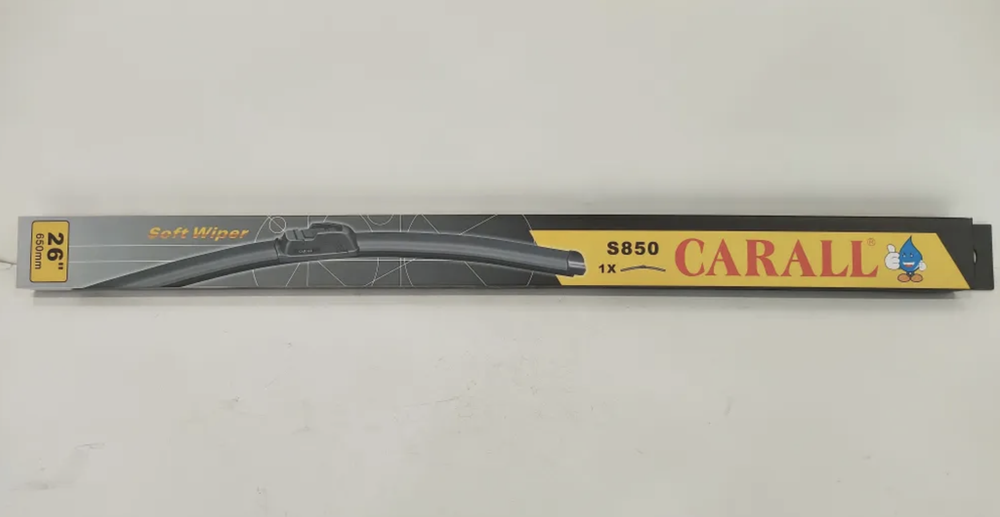 26"
650mm
Soft Wiper
S850
1X
CARALL®